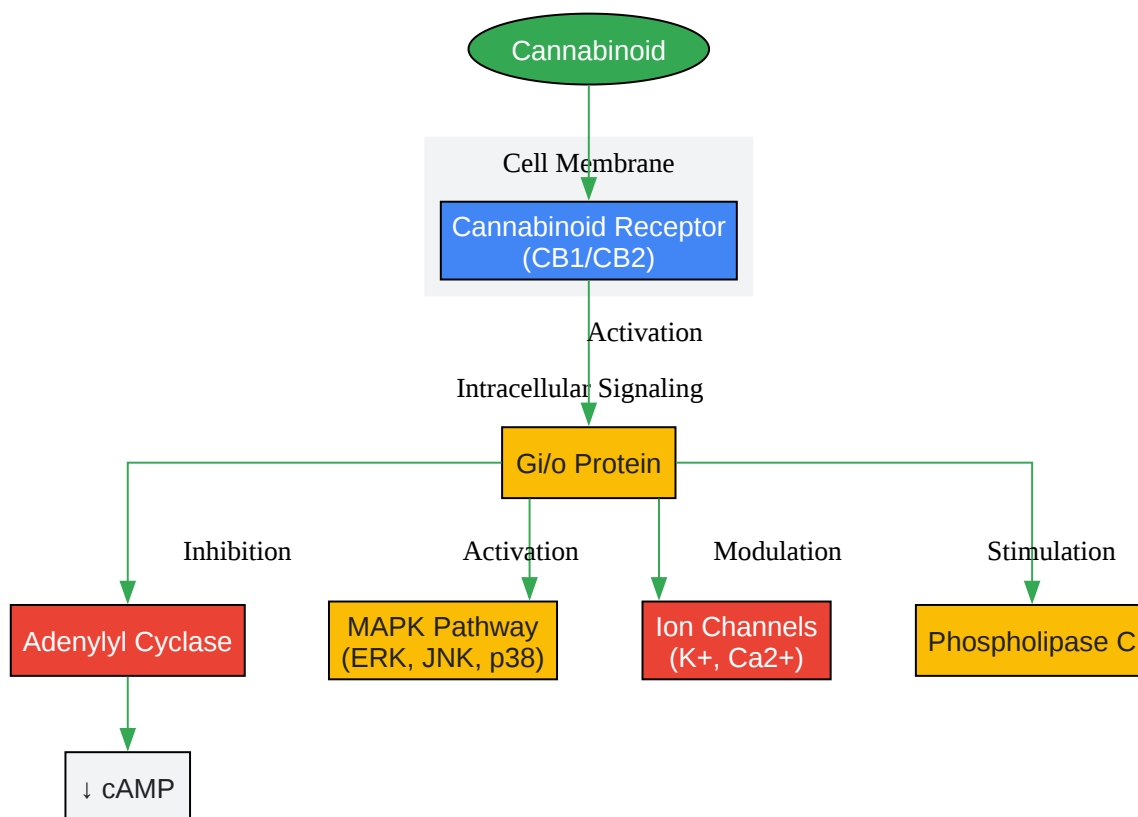 Cannabinoid
Cell Membrane
Cannabinoid Receptor
(CB1/CB2)
Activation
Intracellular Signaling
Gi/o Protein
Inhibition
Activation
Modulation
Stimulation
Adenylyl Cyclase
MAPK Pathway
(ERK, JNK, p38)
Ion Channels
(K+, Ca2+)
Phospholipase C
↓ cAMP